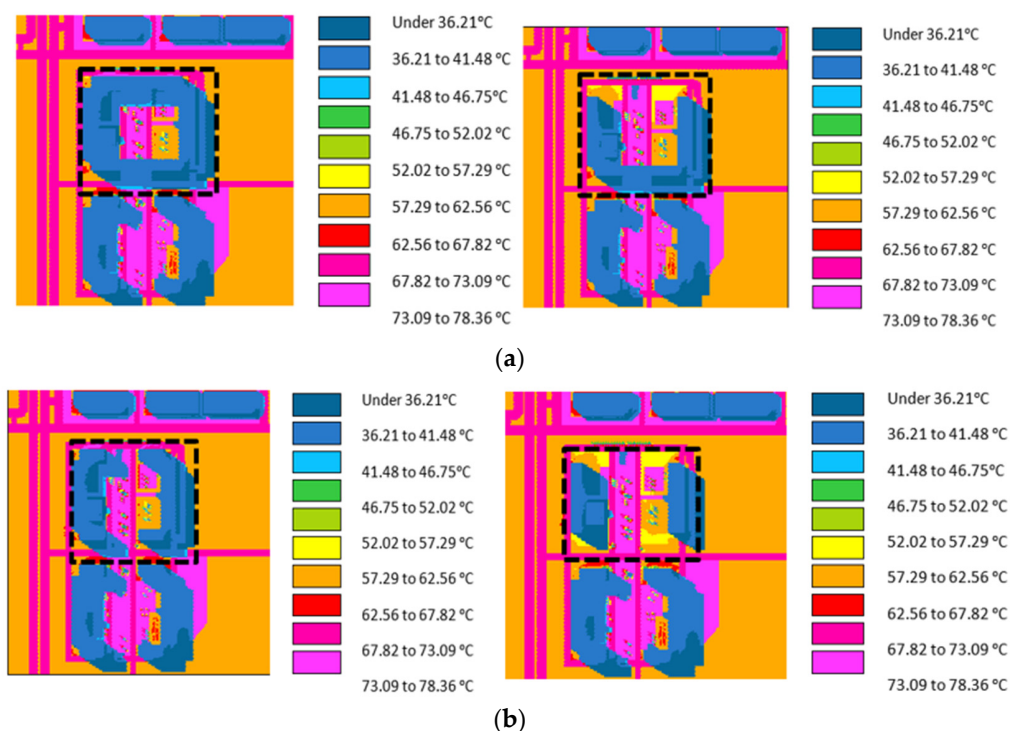 Under 36.21°C
36.21 to 41.48 °C
41.48 to 46.75°C
46.75 to 52.02 °C
52.02 to 57.29 °C
57.29 to 62.56 °C
62.56 to 67.82 °C
67.82 to 73.09 °C
73.09 to 78.36 °C
Under 36.21°C
36.21 to 41.48 °C
41.48 to 46.75°C
46.75 to 52.02 °C
52.02 to 57.29 °C
57.29 to 62.56 °C
62.56 to 67.82 °C
67.82 to 73.09 °C
73.09 to 78.36 °C
(a)
Under 36.21°C
36.21 to 41.48 °C
41.48 to 46.75°C
46.75 to 52.02 °C
52.02 to 57.29 °C
57.29 to 62.56 °C
62.56 to 67.82 °C
67.82 to 73.09 °C
73.09 to 78.36 °C
Under 36.21°C
36.21 to 41.48 °C
41.48 to 46.75°C
46.75 to 52.02 °C
52.02 to 57.29 °C
57.29 to 62.56 °C
62.56 to 67.82 °C
67.82 to 73.09 °C
73.09 to 78.36 °C
(b)